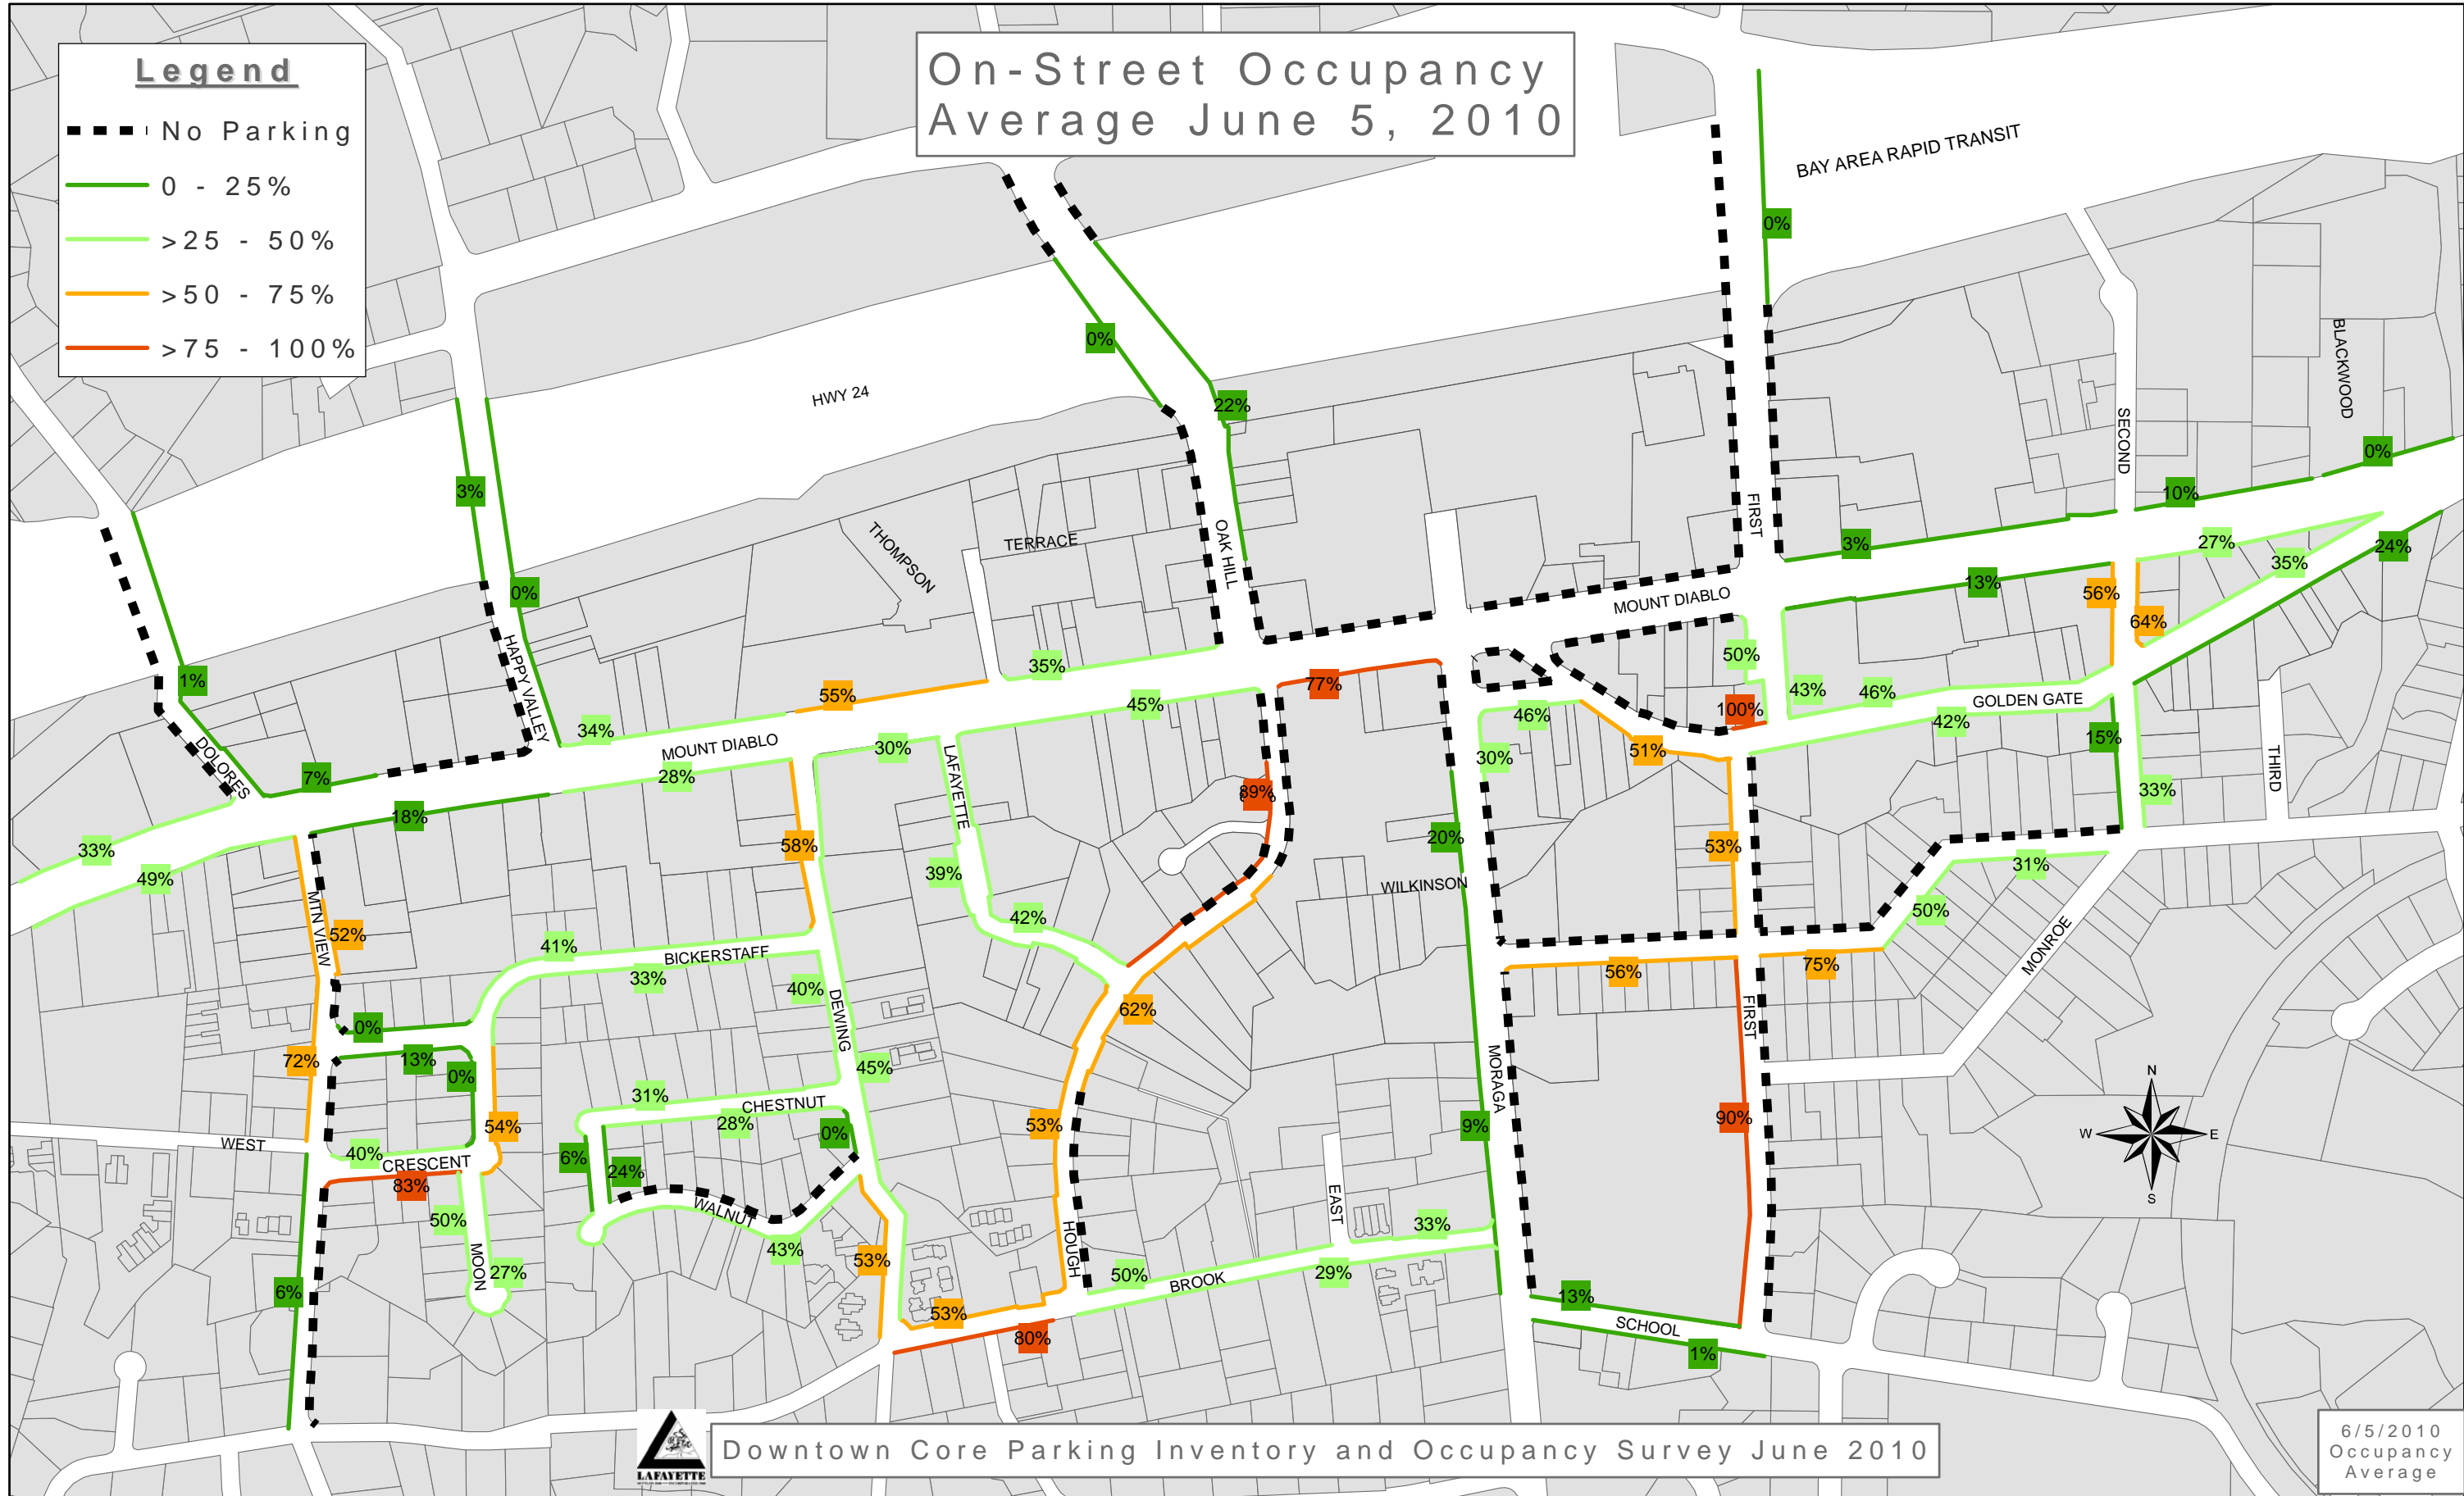 On-Street Occupancy
Average June 5, 2010
Legend
No Parking
0 - 25%
>25 - 50%
>50 - 75%
>75 - 100%
BAY AREA RAPID TRANSIT
0%
0%
HWY 24
BLACKWOOD
22%
SECOND
0%
3%
10%
FIRST
THOMPSON
TERRACE
OAK HILL
3%
27%
24%
35%
0%
13%
56%
MOUNT DIABLO
64%
HAPPY VALLEY
50%
35%
1%
77%
43%
46%
55%
45%
GOLDEN GATE
100%
46%
42%
34%
MOUNT DIABLO
30%
15%
DOLORES
7%
28%
LAFAYETTE
30%
51%
THIRD
89%
33%
18%
20%
58%
53%
33%
49%
39%
WILKINSON
31%
MTN VIEW
52%
42%
50%
41%
BICKERSTAFF
MONROE
33%
40%
56%
75%
DEWING
62%
FIRST
0%
13%
72%
0%
45%
MORAGA
31%
CHESTNUT
28%
54%
0%
53%
9%
90%
N
W
E
S
WEST
40%
CRESCENT
83%
6%
24%
WALNUT
EAST
50%
43%
HOUGH
33%
MOON
27%
53%
50%
BROOK
29%
6%
53%
80%
13%
SCHOOL
1%
LAFAYETTE
Downtown Core Parking Inventory and Occupancy Survey June 2010
6/5/2010
Occupancy
Average